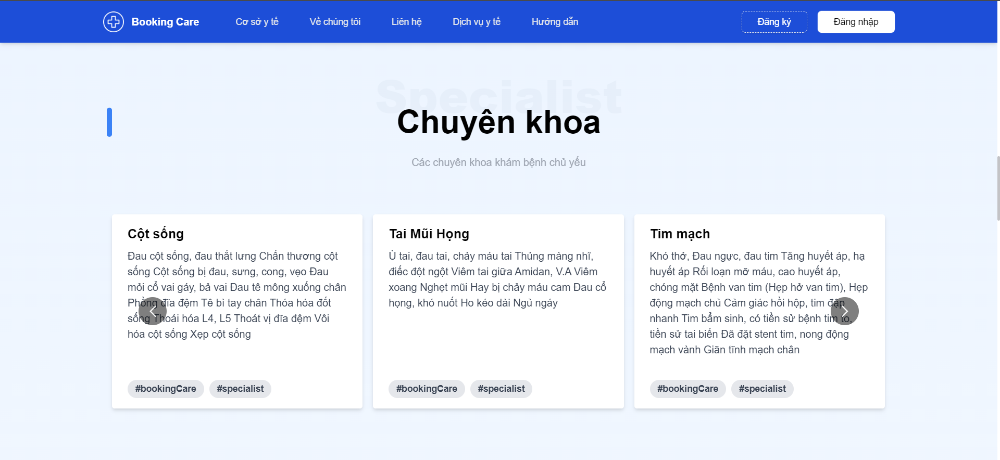 Booking Care
Cơ sở y tế
Về chúng tôi
Liên hệ
Dịch vụ y tế
Hướng dẫn
Đăng ký
Đăng nhập
Specialist
Chuyên khoa
Các chuyên khoa khám bệnh chủ yếu
Cột sống
Đau cột sống, đau thắt lưng Chấn thương cột
sống Cột sống bị đau, sưng, cong, vẹo Đau
mỏi cổ vai gáy, bả vai Đau tê mông xuống chân
Phồng đĩa đệm Tê bì tay chân Thóa hóa đốt
sống Thoái hóa L4, L5 Thoát vị đĩa đệm Vôi
hóa cột sống Xẹp cột sống
#bookingCare #specialist
Tai Mũi Họng
Ù tai, đau tai, chảy máu tai Thủng màng nhĩ,
điếc đột ngột Viêm tai giữa Amidan, V.A Viêm
xoang Nghẹt mũi Hay bị chảy máu cam Đau cổ
họng, khó nuốt Ho kéo dài Ngủ ngáy
#bookingCare #specialist
Tim mạch
Khó thở, Đau ngực, đau tim Tăng huyết áp, hạ
huyết áp Rối loạn mỡ máu, cao huyết áp,
chóng mặt Bệnh van tim (Hẹp hở van tim), Hẹp
động mạch chủ Cảm giác hồi hộp, tim đập
nhanh Tim bẩm sinh, có tiền sử bệnh tim to,
tiền sử tai biến Đã đặt stent tim, nong động
mạch vành Giãn tĩnh mạch chân
#bookingCare #specialist